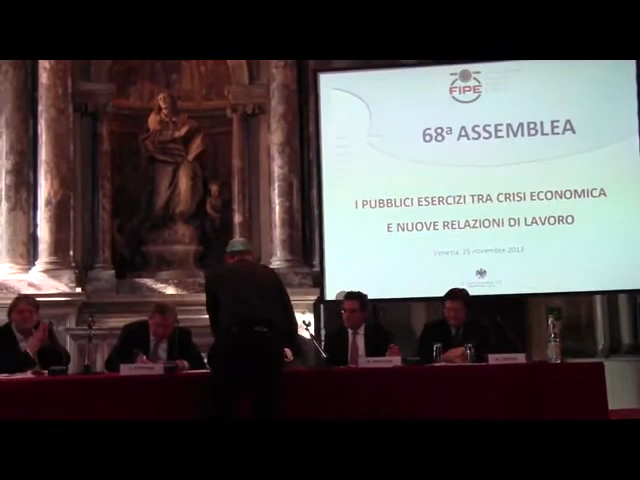 FIPE
68ª ASSEMBLEA
I PUBBLICI ESERCIZI TRA CRISI ECONOMICA
E NUOVE RELAZIONI DI LAVORO
Venezia, 25 novembre 2013